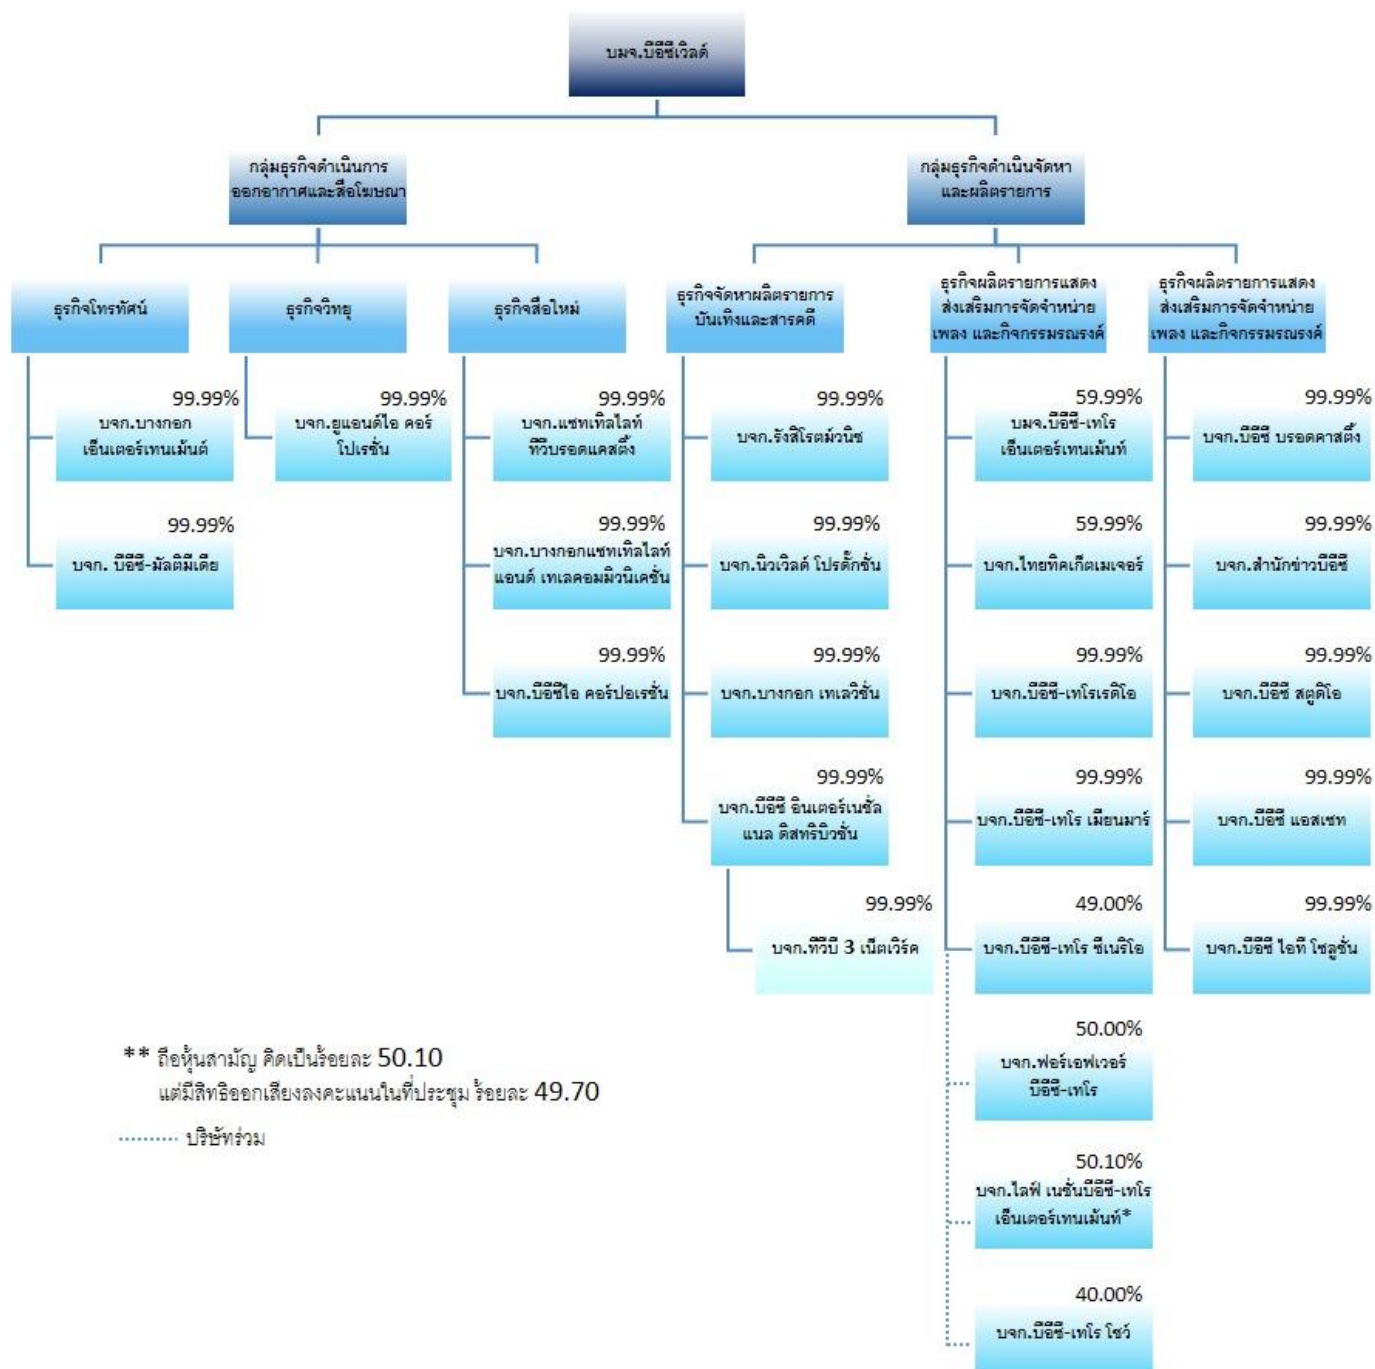 บมจ.บีอีซีเวิลด์
กลุ่มธุรกิจดำเนินการ
ออกอากาศและสื่อโฆษณา
กลุ่มธุรกิจดำเนินจัดหา
และผลิตรายการ
ธุรกิจโทรทัศน์
ธุรกิจวิทยุ
ธุรกิจสื่อใหม่
ธุรกิจจัดหาผลิตรายการ
บันเทิงและสารคดี
ธุรกิจผลิตรายการแสดง
ส่งเสริมการจัดจำหน่าย
เพลง และกิจกรรมรณรงค์
ธุรกิจผลิตรายการแสดง
ส่งเสริมการจัดจำหน่าย
เพลง และกิจกรรมรณรงค์
99.99%
บจก.บางกอก
เอ็นเตอร์เทนเม้นต์
99.99%
บจก. บีอีซี-มัลติมีเดีย
99.99%
บจก.ยูแอนด์ไอ คอร์
โปเรชั่น
99.99%
บจก.แซทเทิลไลท์
ทีวีบรอดแคสติ้ง
99.99%
บจก.บางกอกแซทเทิลไลท์
แอนด์ เทเลคอมมิวนิเคชั่น
99.99%
บจก.บีอีซีไอ คอร์ปอเรชั่น
99.99%
บจก.รังสิโรตม์วนิช
99.99%
บจก.นิวเวิลด์ โปรดั๊กชั่น
99.99%
บจก.บางกอก เทเลวิชั่น
99.99%
บจก.บีอีซี อินเตอร์เนชั่ล
แนล ดิสทริบิวชั่น
99.99%
บจก.ทีวีบี 3 เน็ตเวิร์ค
59.99%
บมจ.บีอีซี-เทโร
เอ็นเตอร์เทนเม้นท์
59.99%
บจก.ไทยทิคเก็ตเมเจอร์
99.99%
บจก.บีอีซี-เทโรเรดิโอ
99.99%
บจก.บีอีซี-เทโร เมียนมาร์
49.00%
บจก.บีอีซี-เทโร ซีเนริโอ
50.00%
บจก.ฟอร์เอฟเวอร์
บีอีซี-เทโร
50.10%
บจก.ไลฟ์ เนชั่นบีอีซี-เทโร
เอ็นเตอร์เทนเม้นท์*
40.00%
บจก.บีอีซี-เทโร โชว์
99.99%
บจก.บีอีซี บรอดคาสติ้ง
99.99%
บจก.สำนักข่าวบีอีซี
99.99%
บจก.บีอีซี สตูดิโอ
99.99%
บจก.บีอีซี แอสเซท
99.99%
บจก.บีอีซี ไอที โซลูชั่น
** ถือหุ้นสามัญ คิดเป็นร้อยละ 50.10
แต่มีสิทธิออกเสียงลงคะแนนในที่ประชุม ร้อยละ 49.70
.......... บริษัทร่วม